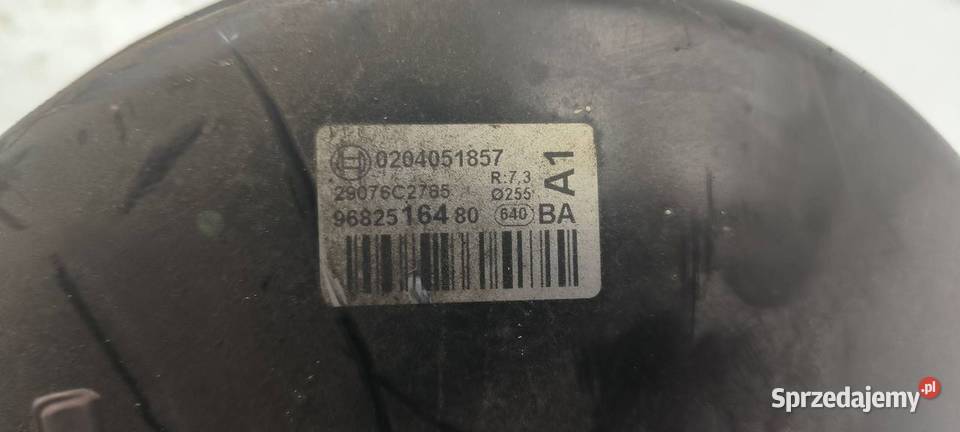 0204051857
R:7,3
29076C2785
Ø255
A1
9682516480 640 BA
Sprzedajemy.pl